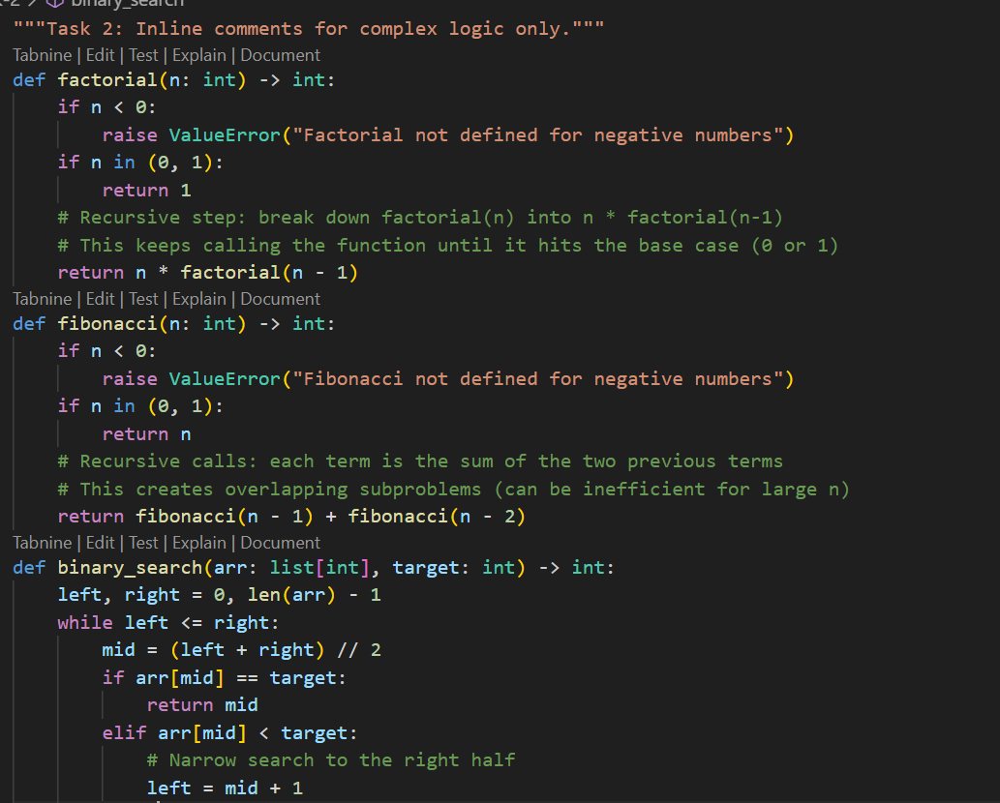 binary_search
"""Task 2: Inline comments for complex logic only."""
Tabnine | Edit | Test | Explain | Document
def factorial(n: int) -> int:
    if n < 0:
        raise ValueError("Factorial not defined for negative numbers")
    if n in (0, 1):
        return 1
    # Recursive step: break down factorial(n) into n * factorial(n-1)
    # This keeps calling the function until it hits the base case (0 or 1)
    return n * factorial(n - 1)
Tabnine | Edit | Test | Explain | Document
def fibonacci(n: int) -> int:
    if n < 0:
        raise ValueError("Fibonacci not defined for negative numbers")
    if n in (0, 1):
        return n
    # Recursive calls: each term is the sum of the two previous terms
    # This creates overlapping subproblems (can be inefficient for large n)
    return fibonacci(n - 1) + fibonacci(n - 2)
Tabnine | Edit | Test | Explain | Document
def binary_search(arr: list[int], target: int) -> int:
    left, right = 0, len(arr) - 1
    while left <= right:
        mid = (left + right) // 2
        if arr[mid] == target:
            return mid
        elif arr[mid] < target:
            # Narrow search to the right half
            left = mid + 1